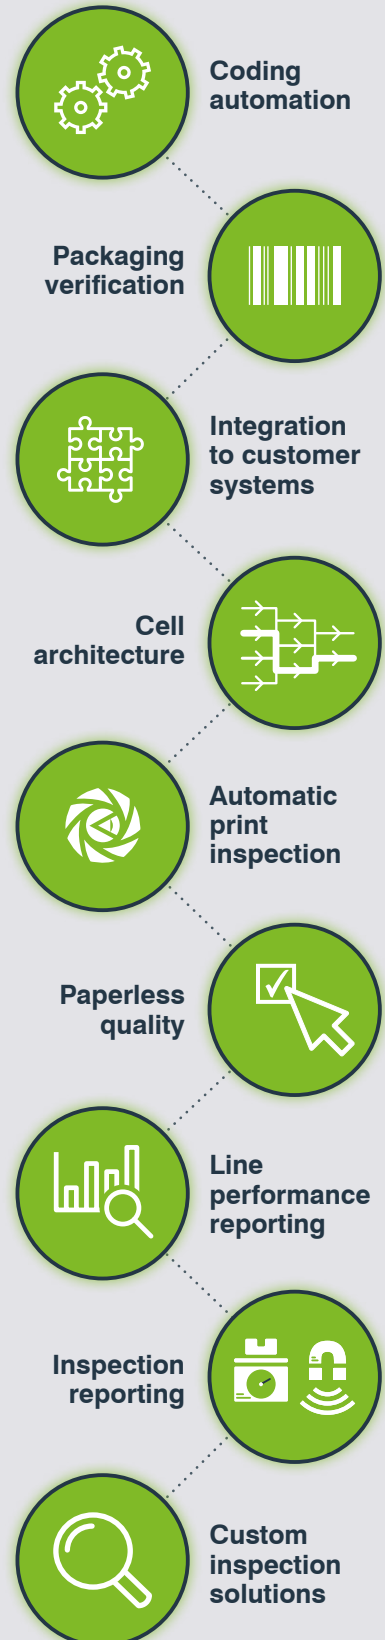 Coding
automation
Packaging
verification
Integration
to customer
systems
Cell
architecture
Automatic
print
inspection
Paperless
quality
Line
performance
reporting
Inspection
reporting
Custom
inspection
solutions